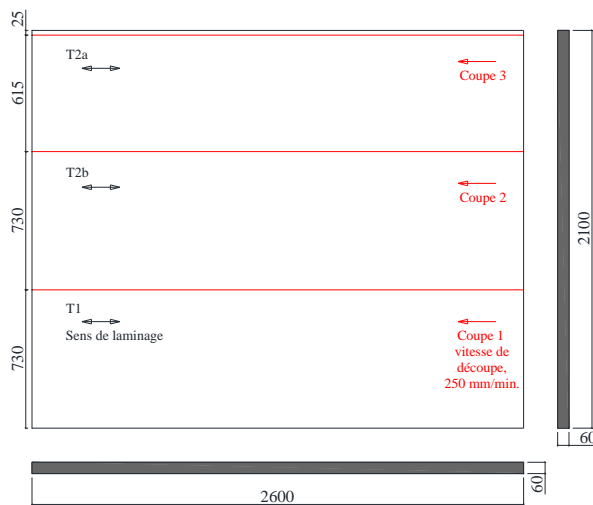 25
T2a
Coupe 3
615
T2b
Coupe 2
730
2100
T1
Sens de laminage
Coupe 1
vitesse de
découpe,
250 mm/min.
730
60
60
2600